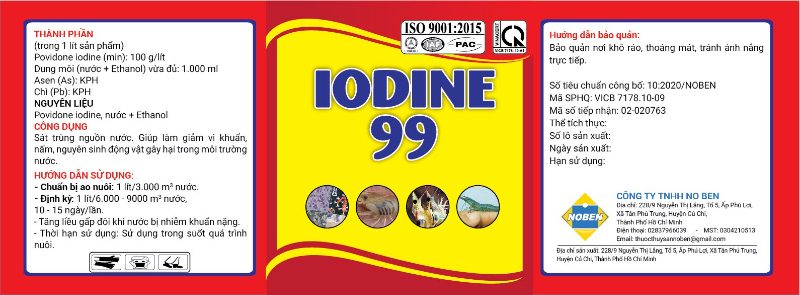 THÀNH PHẦN
(trong 1 lít sản phẩm)
Povidone iodine (min): 100 g/lít
Dung môi (nước + Ethanol) vừa đủ: 1.000 ml
Asen (As): KPH
Chì (Pb): KPH
NGUYÊN LIỆU
Povidone iodine, nước + Ethanol
CÔNG DỤNG
Sát trùng nguồn nước. Giúp làm giảm vi khuẩn,
nấm, nguyên sinh động vật gây hại trong môi trường
nước.
HƯỚNG DẪN SỬ DỤNG:
- Chuẩn bị ao nuôi: 1 lít/3.000 m³ nước.
- Định kỳ: 1 lít/6.000 - 9000 m³ nước,
10 - 15 ngày/lần.
- Tăng liều gấp đôi khi nước bị nhiễm khuẩn nặng.
- Thời hạn sử dụng: Sử dụng trong suốt quá trình
nuôi.
ISO 9001:2015
PAC
IODINE
99
Hướng dẫn bảo quản:
Bảo quản nơi khô ráo, thoáng mát, tránh ánh nắng
trực tiếp.
Số tiêu chuẩn công bố: 10:2020/NOBEN
Mã SPHQ: VICB 7178.10-09
Mã số tiếp nhận: 02-020763
Thể tích thực:
Số lô sản xuất:
Ngày sản xuất:
Hạn sử dụng:
NOBEN
CÔNG TY TNHH NO BEN
Địa chỉ: 228/9 Nguyễn Thị Lắng, Tổ 5, Ấp Phú Lợi,
Xã Tân Phú Trung, Huyện Củ Chi,
Thành Phố Hồ Chí Minh
Điện thoại: 02837966039 - MST: 0304210513
Email: thuocthuysannoben@gmail.com
Địa chỉ sản xuất: 228/9 Nguyễn Thị Lắng, Tổ 5, Ấp Phú Lợi, Xã Tân Phú Trung,
Huyện Củ Chi, Thành Phố Hồ Chí Minh